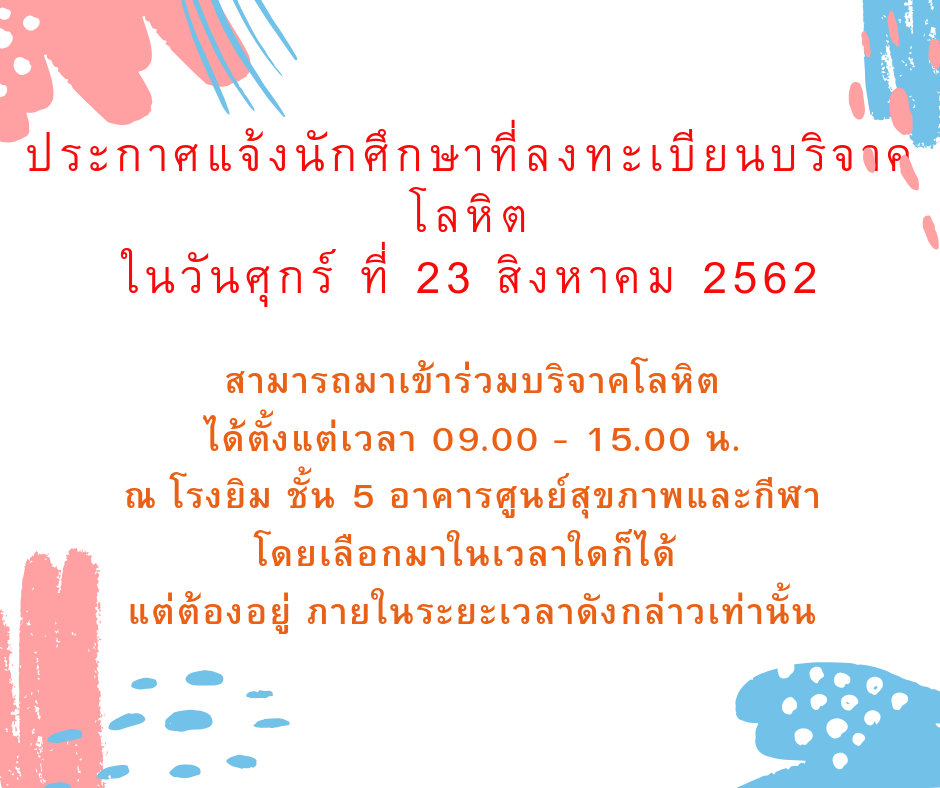 ประกาศแจ้งนักศึกษาที่ลงทะเบียนบริจาค
โลหิต
ในวันศุกร์ ที่ 23 สิงหาคม 2562
สามารถมาเข้าร่วมบริจาคโลหิต
ได้ตั้งแต่เวลา 09.00 - 15.00 น.
ณ โรงยิม ชั้น 5 อาคารศูนย์สุขภาพและกีฬา
โดยเลือกมาในเวลาใดก็ได้
แต่ต้องอยู่ ภายในระยะเวลาดังกล่าวเท่านั้น